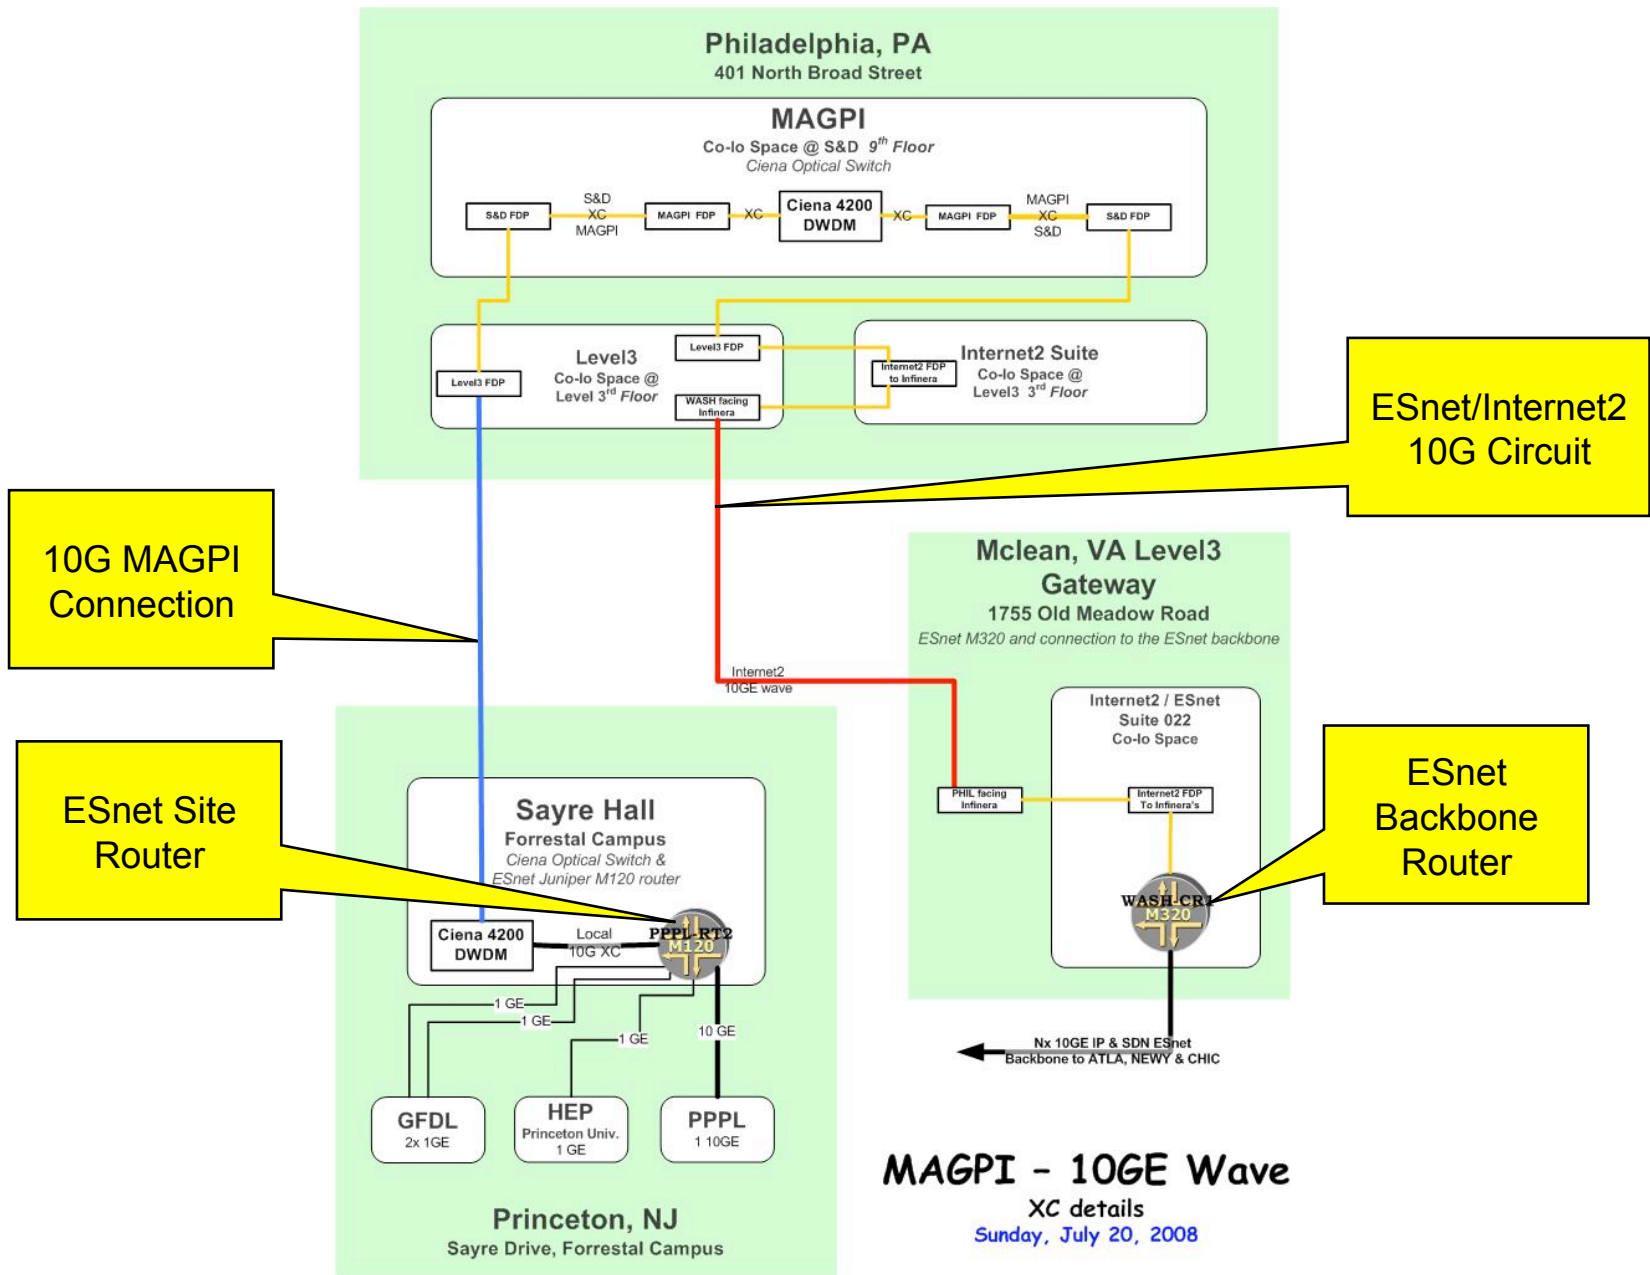 Philadelphia, PA
401 North Broad Street
MAGPI
Co-lo Space @ S&D 9th Floor
Ciena Optical Switch
S&D FDP
S&D
XC
MAGPI
MAGPI FDP
XC
Ciena 4200
DWDM
XC
MAGPI FDP
MAGPI
XC
S&D
S&D FDP
Level3 FDP
Level3
Co-lo Space @
Level 3rd Floor
Level3 FDP
WASH facing
Infinera
Internet2 FDP
to Infinera
Internet2 Suite
Co-lo Space @
Level3 3rd Floor
ESnet/Internet2
10G Circuit
10G MAGPI
Connection
Mclean, VA Level3
Gateway
1755 Old Meadow Road
ESnet M320 and connection to the ESnet backbone
Internet2
10GE wave
Internet2 / ESnet
Suite 022
Co-lo Space
PHIL facing
Infinera
Internet2 FDP
To Infinera's
WASH-CR1
M320
ESnet
Backbone
Router
Nx 10GE IP & SDN ESnet
Backbone to ATLA, NEWY & CHIC
ESnet Site
Router
Sayre Hall
Forrestal Campus
Ciena Optical Switch &
ESnet Juniper M120 router
Ciena 4200
DWDM
Local
10G XC
PPPL-RT2
M120
1 GE
1 GE
1 GE
10 GE
GFDL
2x 1GE
HEP
Princeton Univ.
1 GE
PPPL
1 10GE
Princeton, NJ
Sayre Drive, Forrestal Campus
MAGPI – 10GE Wave
XC details
Sunday, July 20, 2008